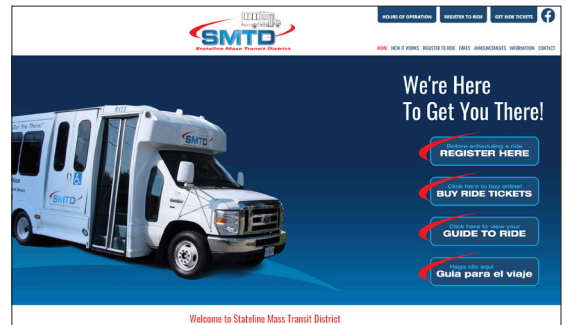 HOURS OF OPERATION
REGISTER TO RIDE
GET RIDE TICKETS
SMTD
Stateline Mass Transit District
HOME HOW IT WORKS REGISTER TO RIDE FARES ANNOUNCEMENTS INFORMATION CONTACT
We're Here
To Get You There!
Before scheduling a ride
REGISTER HERE
Click here to buy online!
BUY RIDE TICKETS
Click here to view your
GUIDE TO RIDE
Haga clic aquí
Guía para el viaje
You There!
SMTD
SMTD
Welcome to Stateline Mass Transit District